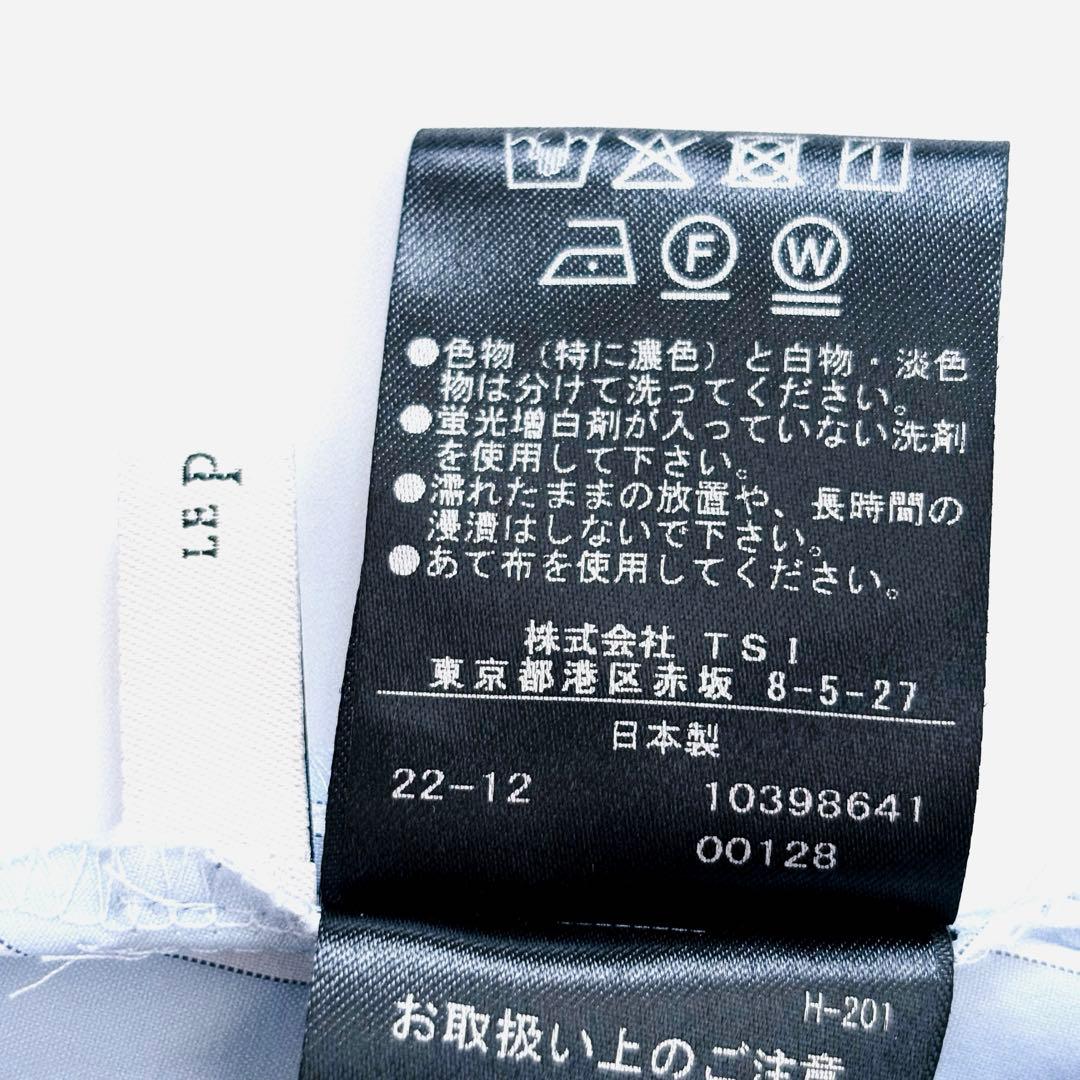 LE P
F
W
●色物（特に濃色）と白物・淡色
物は分けて洗ってください。
●蛍光増白剤が入っていない洗剤
を使用して下さい。
●濡れたままの放置や、長時間の
浸漬はしないで下さい。
●あて布を使用してください。
株式会社 TSI
東京都港区赤坂 8-5-27
日本製
22-12
10398641
00128
H-201
お取扱い上のご注意